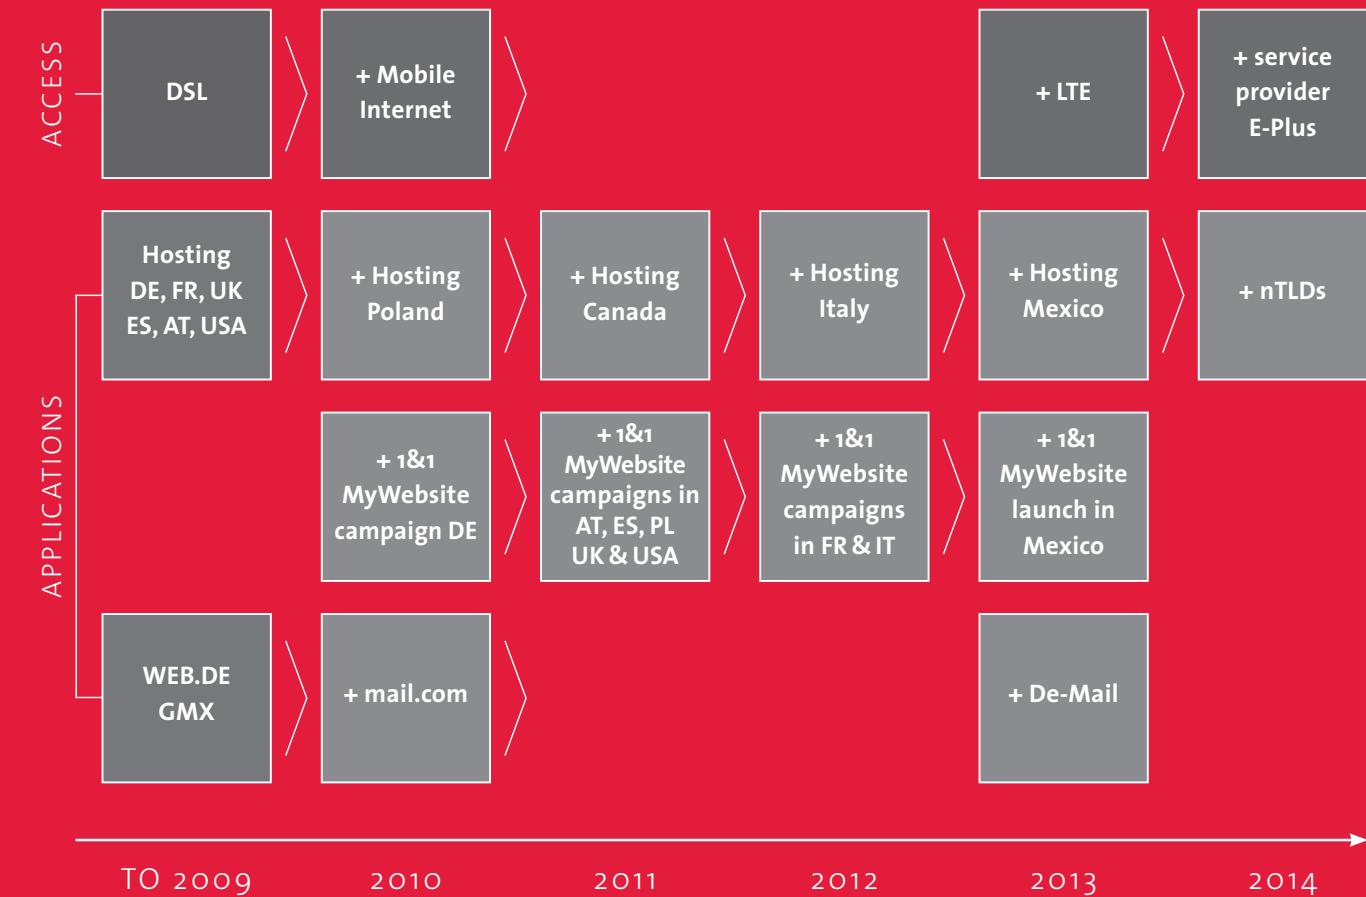 ACCESS
DSL
+ Mobile
Internet
+ LTE
+ service
provider
E-Plus
APPLICATIONS
Hosting
DE, FR, UK
ES, AT, USA
+ Hosting
Poland
+ Hosting
Canada
+ Hosting
Italy
+ Hosting
Mexico
+ nTLDs
+ 1&1
MyWebsite
campaign DE
+ 1&1
MyWebsite
campaigns in
AT, ES, PL
UK & USA
+ 1&1
MyWebsite
campaigns
in FR & IT
+ 1&1
MyWebsite
launch in
Mexico
WEB.DE
GMX
+ mail.com
+ De-Mail
TO 2009
2010
2011
2012
2013
2014